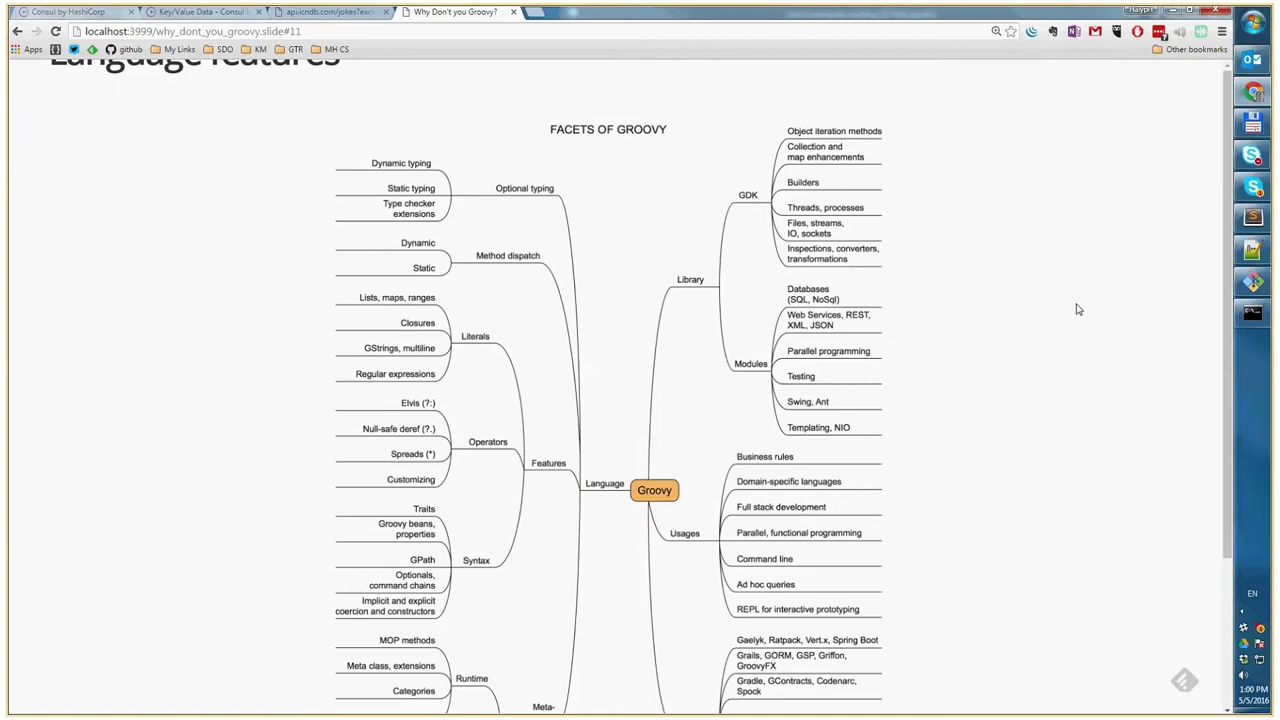 Consul by HashiCorp
Key/Value Data - Consul
api.icndb.com/jokes?excl
Why Don't you Groovy?
localhost:3999/why_dont_you_groovy.slide#11
Apps
github
My Links
SDO
KM
GTR
MH CS
Other bookmarks
Language features
FACETS OF GROOVY
Dynamic typing
Static typing
Type checker
extensions
Optional typing
Dynamic
Static
Method dispatch
Lists, maps, ranges
Closures
GStrings, multiline
Regular expressions
Literals
Elvis (?:)
Null-safe deref (?.)
Spreads (*)
Customizing
Operators
Traits
Groovy beans,
properties
GPath
Optionals,
command chains
Implicit and explicit
coercion and constructors
Syntax
Features
MOP methods
Meta class, extensions
Categories
Runtime
Meta-
Language
Groovy
Object iteration methods
Collection and
map enhancements
Builders
Threads, processes
Files, streams,
IO, sockets
Inspections, converters,
transformations
GDK
Library
Databases
(SQL, NoSql)
Web Services, REST,
XML, JSON
Parallel programming
Testing
Swing, Ant
Templating, NIO
Modules
Business rules
Domain-specific languages
Full stack development
Parallel, functional programming
Command line
Ad hoc queries
REPL for interactive prototyping
Usages
Gaelyk, Ratpack, Vert.x, Spring Boot
Grails, GORM, GSP, Griffon,
GroovyFX
Gradle, GContracts, Codenarc,
Spock
EN
1:00 PM
5/5/2016